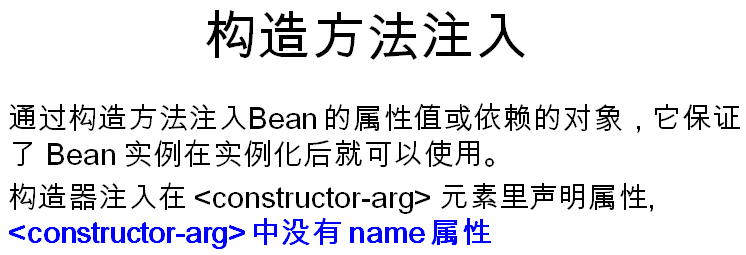 构造方法注入
通过构造方法注入Bean 的属性值或依赖的对象，它保证
了 Bean 实例在实例化后就可以使用。
构造器注入在 <constructor-arg> 元素里声明属性,
<constructor-arg> 中没有 name 属性